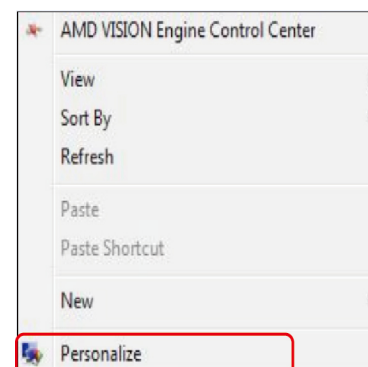 AMD VISION Engine Control Center
View
Sort By
Refresh
Paste
Paste Shortcut
New
Personalize